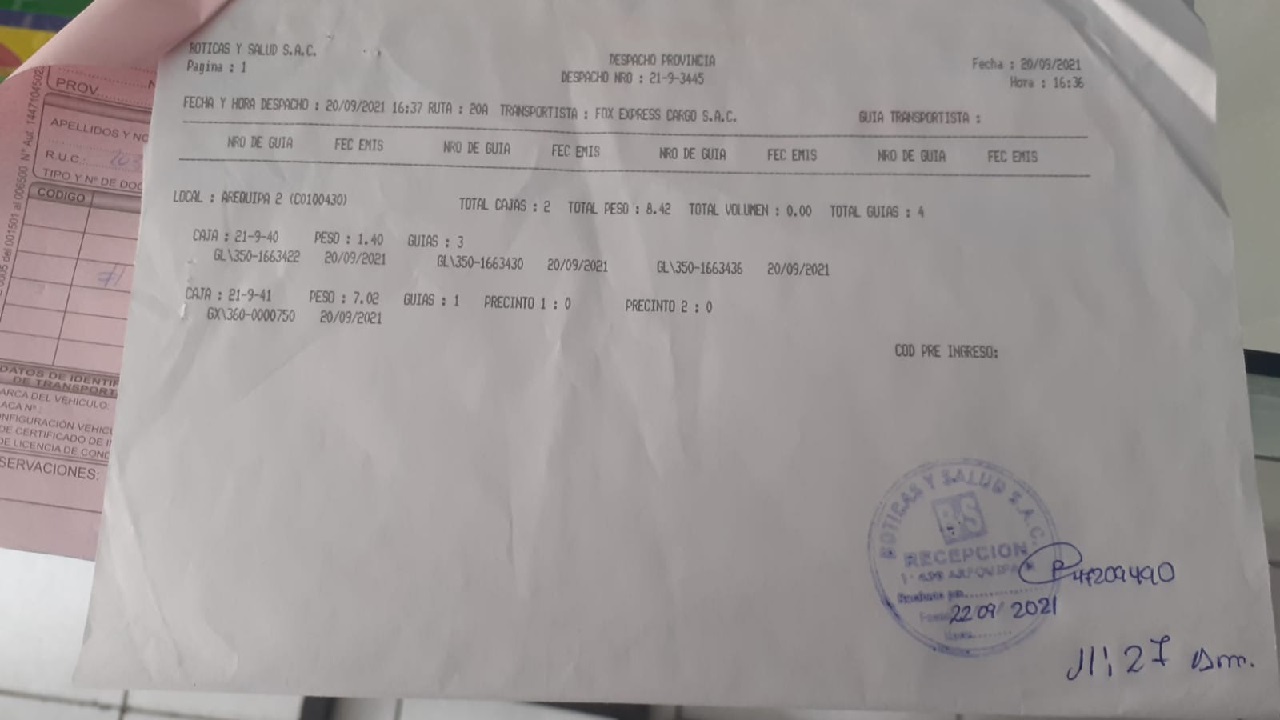 BOTICAS Y SALUD S.A.C.
Pagina : 1
DESPACHO PROVINCIA
DESPACHO NRO : 21-9-3445
Fecha : 20/09/2021
Hora : 16:36
FECHA Y HORA DESPACHO : 20/09/2021 16:37 RUTA : 20A TRANSPORTISTA : FOX EXPRESS CARGO S.A.C. GUIA TRANSPORTISTA :
NRO DE GUIA FEC EMIS NRO DE GUIA FEC EMIS NRO DE GUIA FEC EMIS NRO DE GUIA FEC EMIS
LOCAL : AREQUIPA 2 (C0100430) TOTAL CAJAS : 2 TOTAL PESO : 8.42 TOTAL VOLUMEN : 0.00 TOTAL GUIAS : 4
CAJA : 21-9-40 PESO : 1.40 GUIAS : 3
GL\350-1663422 20/09/2021 GL\350-1663430 20/09/2021 GL\350-1663436 20/09/2021
CAJA : 21-9-41 PESO : 7.02 GUIAS : 1 PRECINTO 1 : 0 PRECINTO 2 : 0
GX\360-0000750 20/09/2021
COD PRE INGRESO:
BOTICAS Y SALUD S.A.C.
BS
RECEPCION
47209490
22 09/ 2021
11:27 am.
PROV.
APELLIDOS Y NO
R.U.C.
TIPO Y Nº DE DOC
CODIGO
DATOS DE IDENTIF
DE TRANSPORT
ARCA DEL VEHICULO:
ACA Nº
NFIGURACIÓN VEHIC
DE CERTIFICADO DE I
DE LICENCIA DE COND
SERVACIONES: